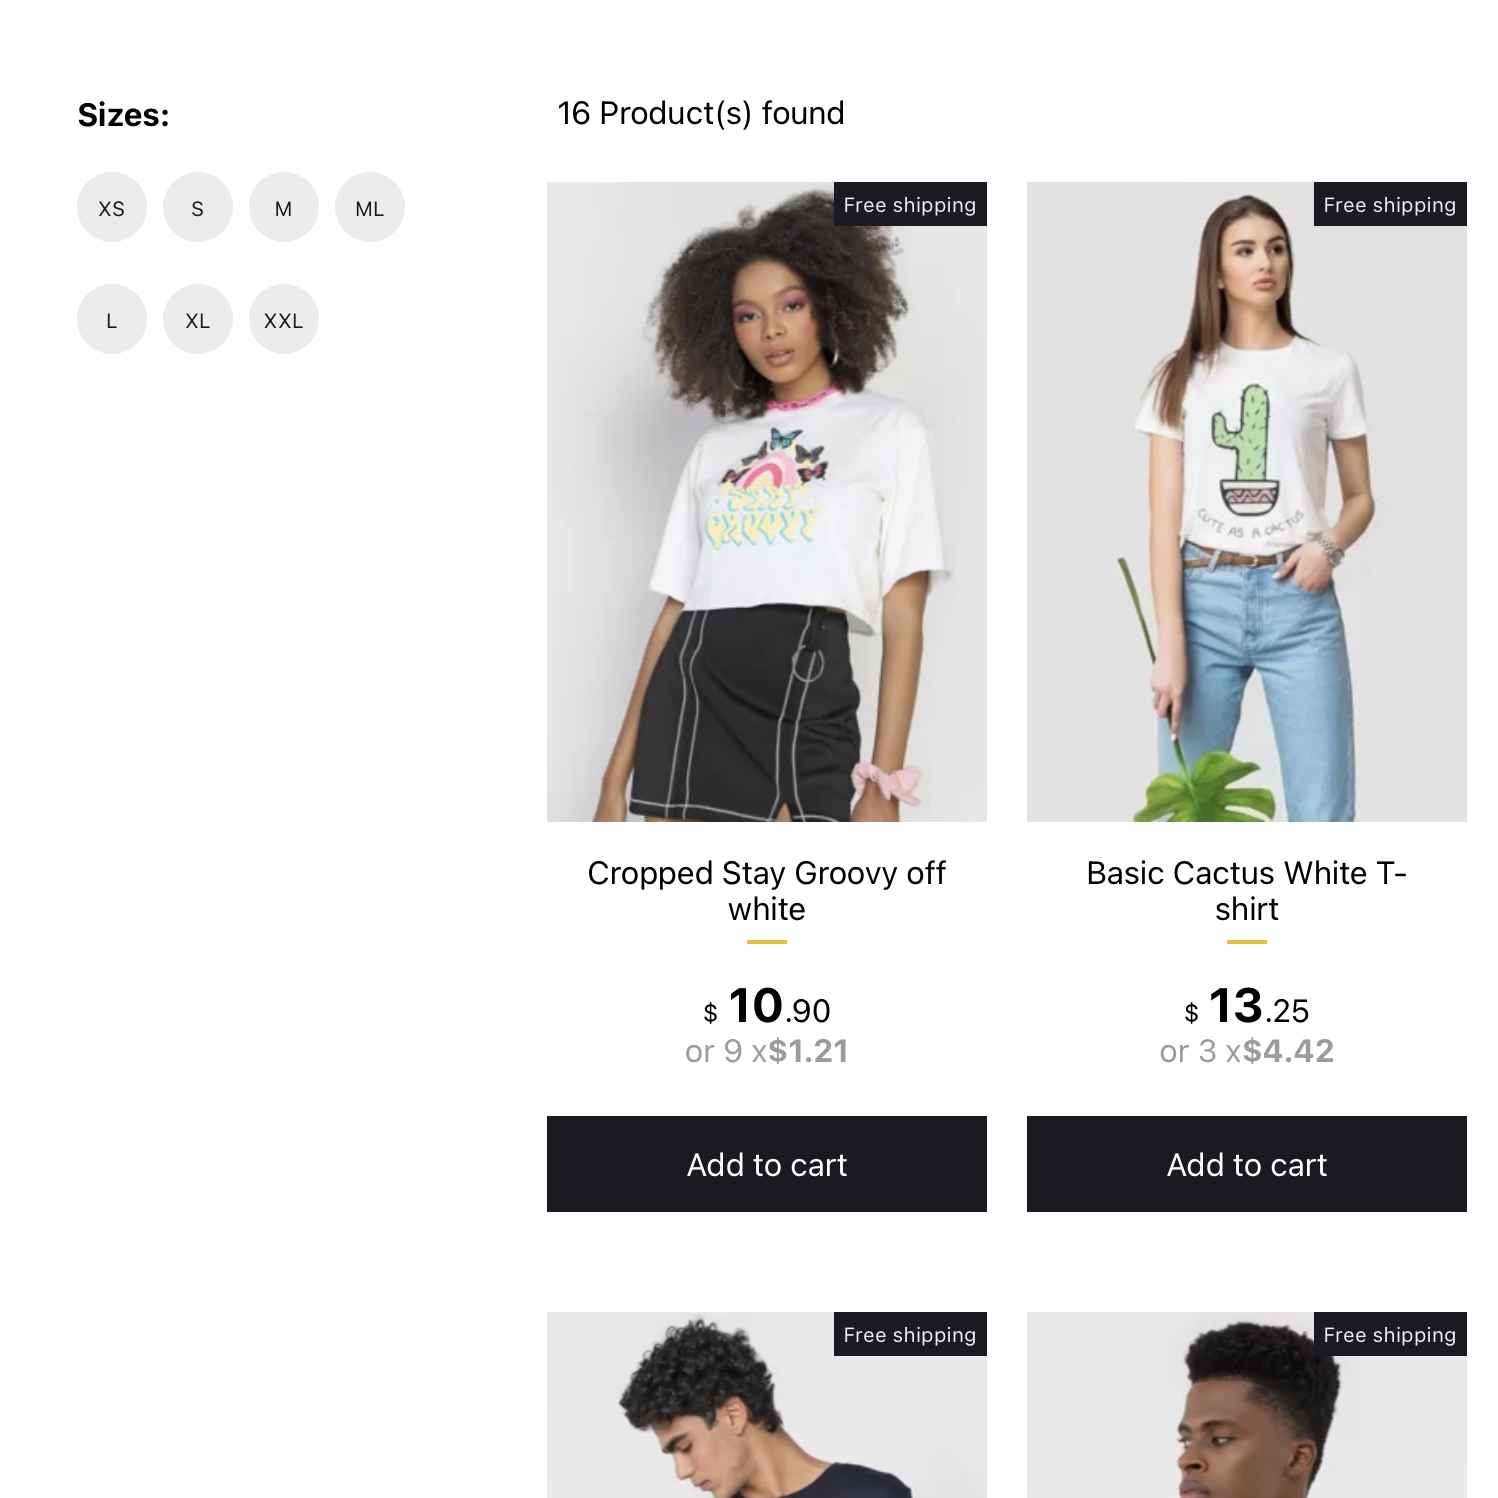 Sizes:
XS
S
M
ML
L
XL
XXL
16 Product(s) found
Free shipping
STAY
GROOVY
Cropped Stay Groovy off
white
$ 10.90
or 9 x$1.21
Add to cart
Free shipping
CUTE AS A CACTUS
Basic Cactus White T-
shirt
$ 13.25
or 3 x$4.42
Add to cart
Free shipping
Free shipping